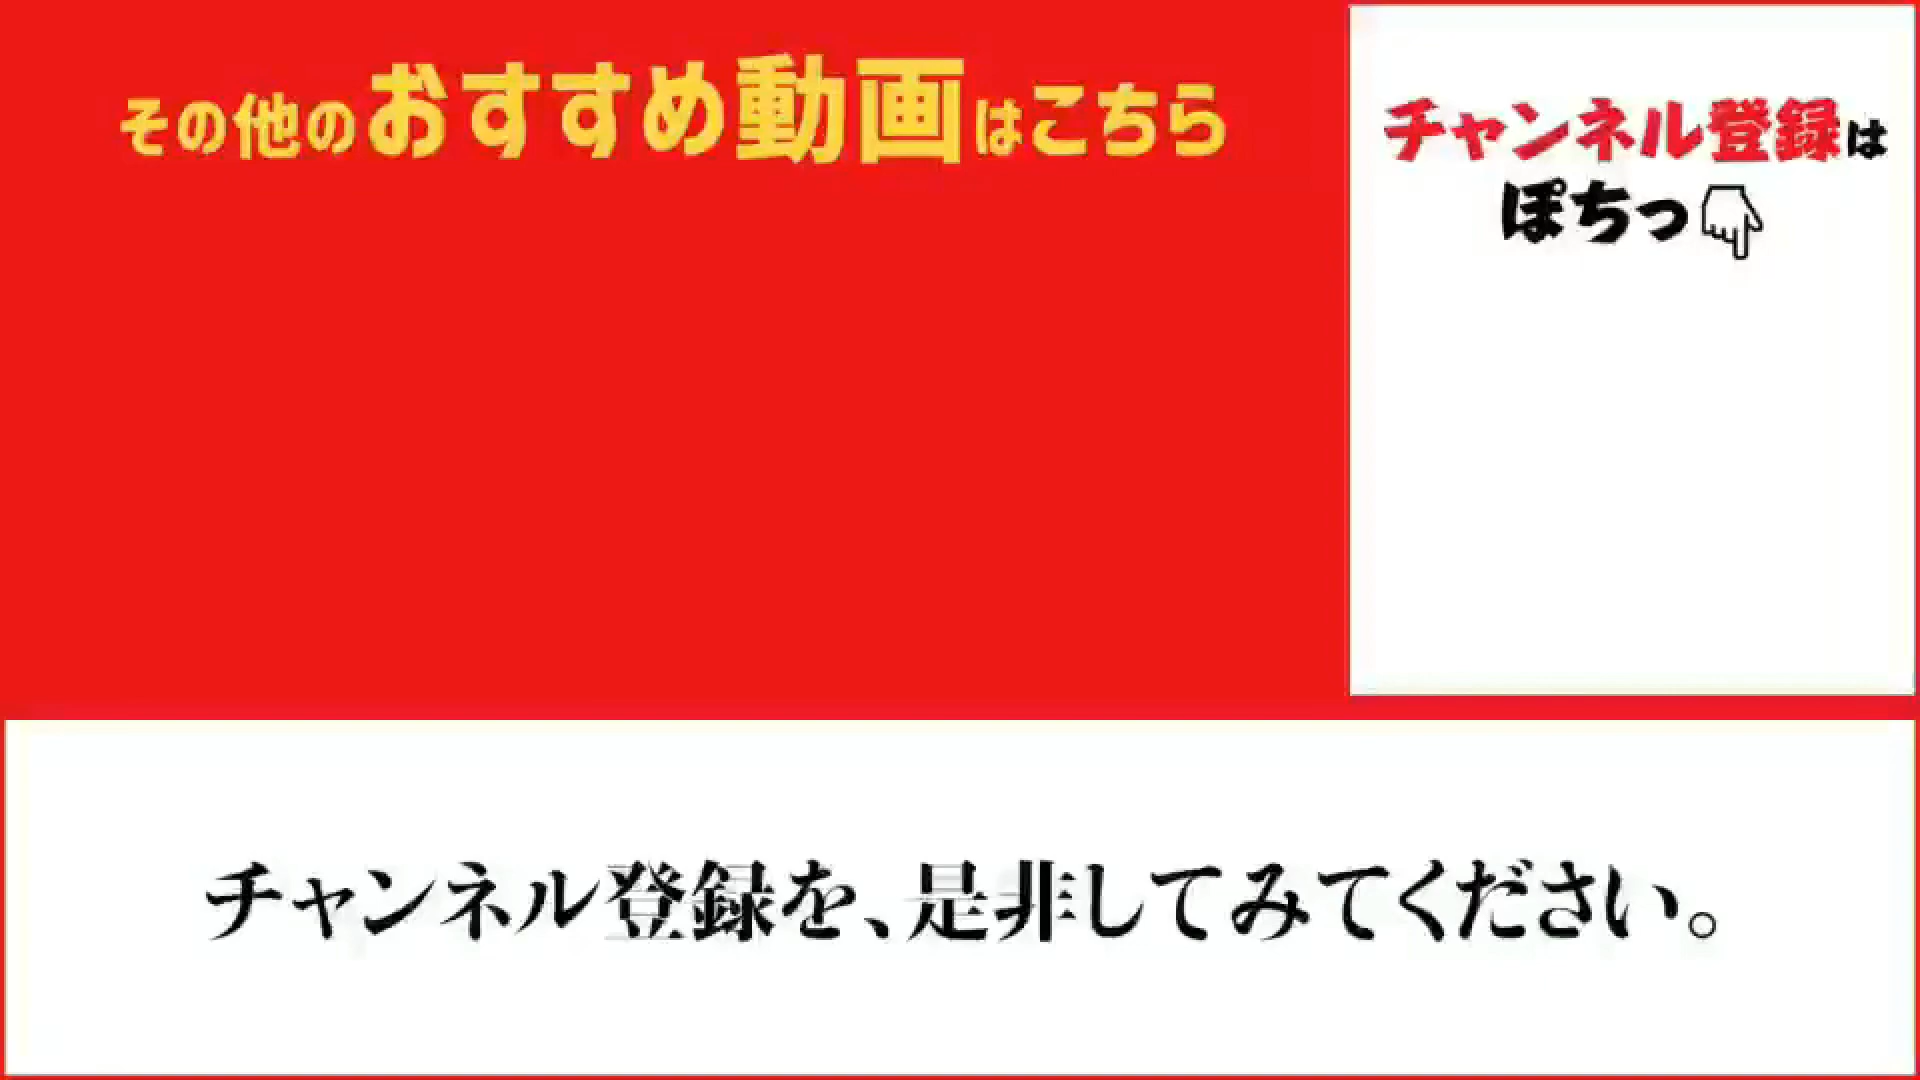 その他のおすすめ動画はこちら
チャンネル登録は
ぽちっ
チャンネル登録を、是非してみてください。